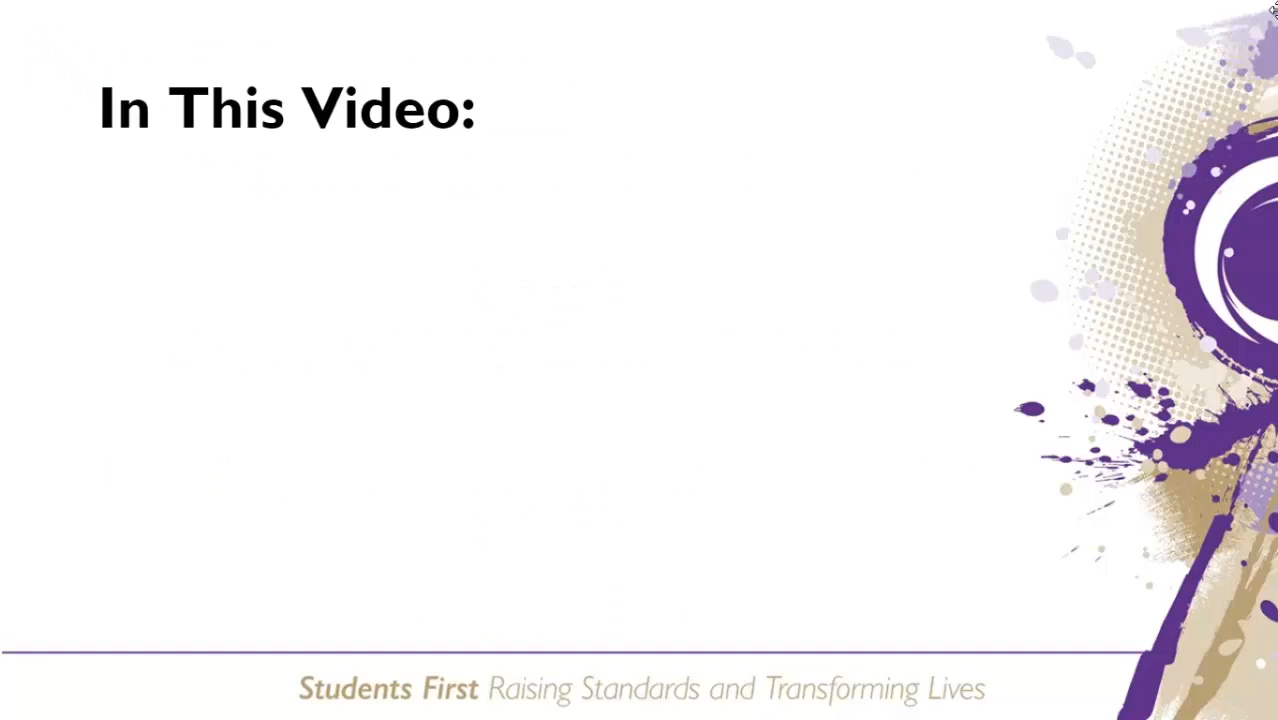 In This Video:
Students First Raising Standards and Transforming Lives